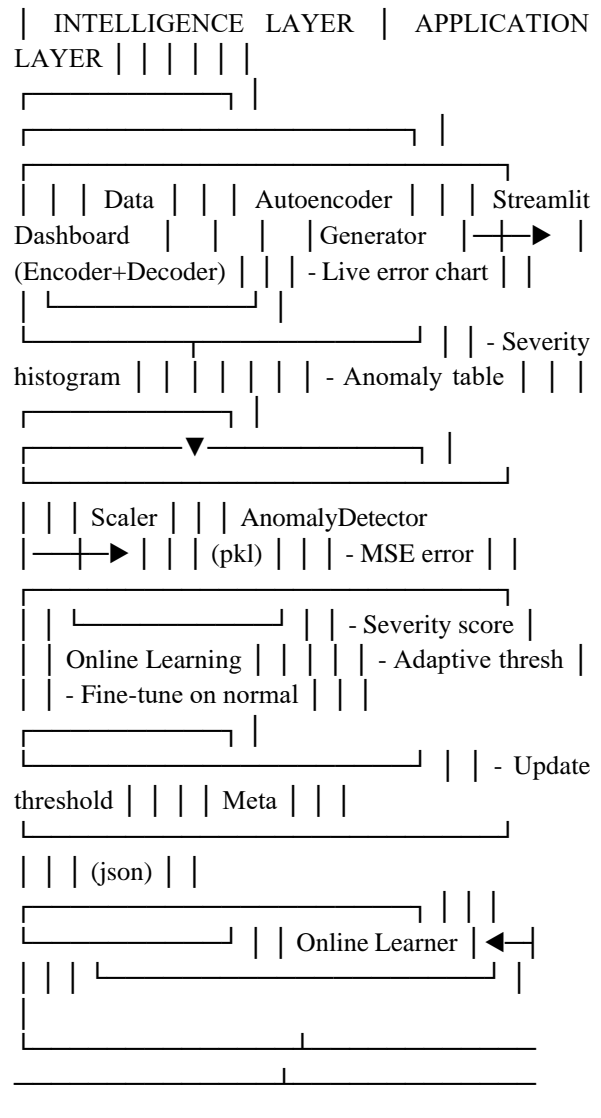 │ INTELLIGENCE LAYER │ APPLICATION
LAYER │ │ │ │ │ │
┌─────────────┐ │
┌─────────────────────────┐ │
┌───────────────────────────────┐
│ │ │ Data │ │ │ Autoencoder │ │ │ Streamlit
Dashboard │ │ │ │Generator │──┼─► │
(Encoder+Decoder) │ │ │ - Live error chart │ │
│ └─────────────┘ │
└──────────┬──────────────┘ │ │ - Severity
histogram │ │ │ │ │ │ │ - Anomaly table │ │ │
┌─────────────┐ │
┌──────────▼──────────────┐ │
└───────────────────────────────┘
│ │ │ Scaler │ │ │ AnomalyDetector
│──┼─► │ │ │ (pkl) │ │ │ - MSE error │ │
┌───────────────────────────────┐
│ │ └─────────────┘ │ │ - Severity score │
│ │ Online Learning │ │ │ │ │ - Adaptive thresh │
│ │ - Fine-tune on normal │ │ │
┌─────────────┐ │
└─────────────────────────┘ │ │ - Update
threshold │ │ │ │ Meta │ │ │
└───────────────────────────────┘
│ │ │ (json) │ │
┌─────────────────────────┐ │ │ │
└─────────────┘ │ │ Online Learner │◄─┤
│ │ │ └─────────────────────────┘ │
│
└──────────────────┴───────────────
──────────────────┴────────────────